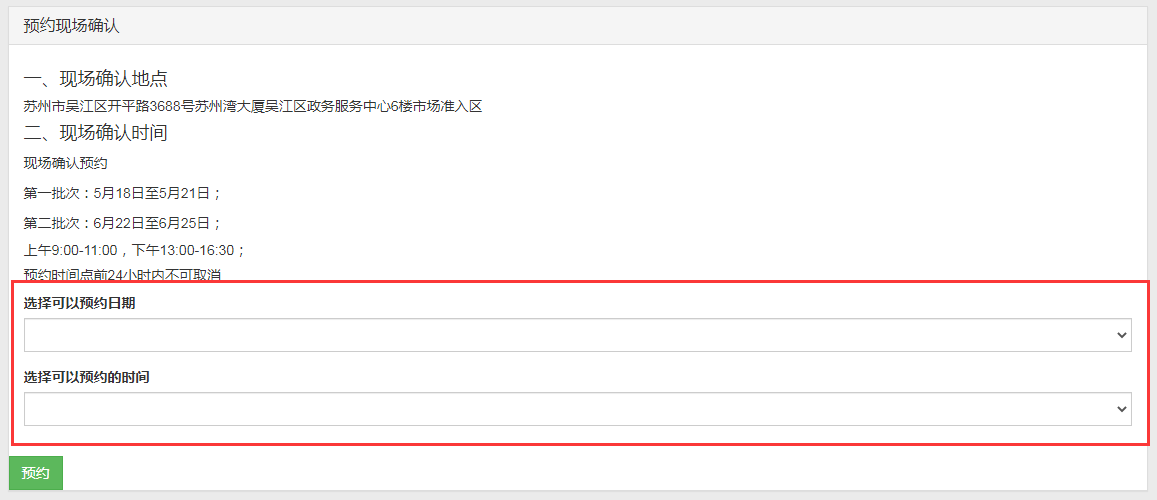 预约现场确认
一、现场确认地点
苏州市吴江区开平路3688号苏州湾大厦吴江区政务服务中心6楼市场准入区
二、现场确认时间
现场确认预约
第一批次：5月18日至5月21日；
第二批次：6月22日至6月25日；
上午9:00-11:00，下午13:00-16:30；
预约时间点前24小时内不可取消
选择可以预约日期
选择可以预约的时间
预约